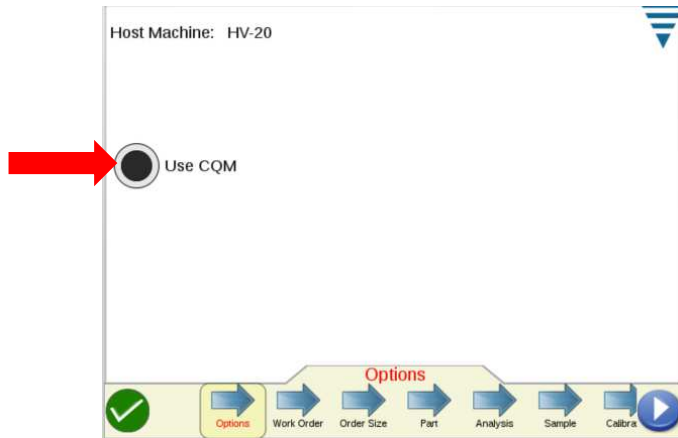 Host Machine: HV-20
Use CQM
Options
Options Work Order Order Size Part Analysis Sample Calibra